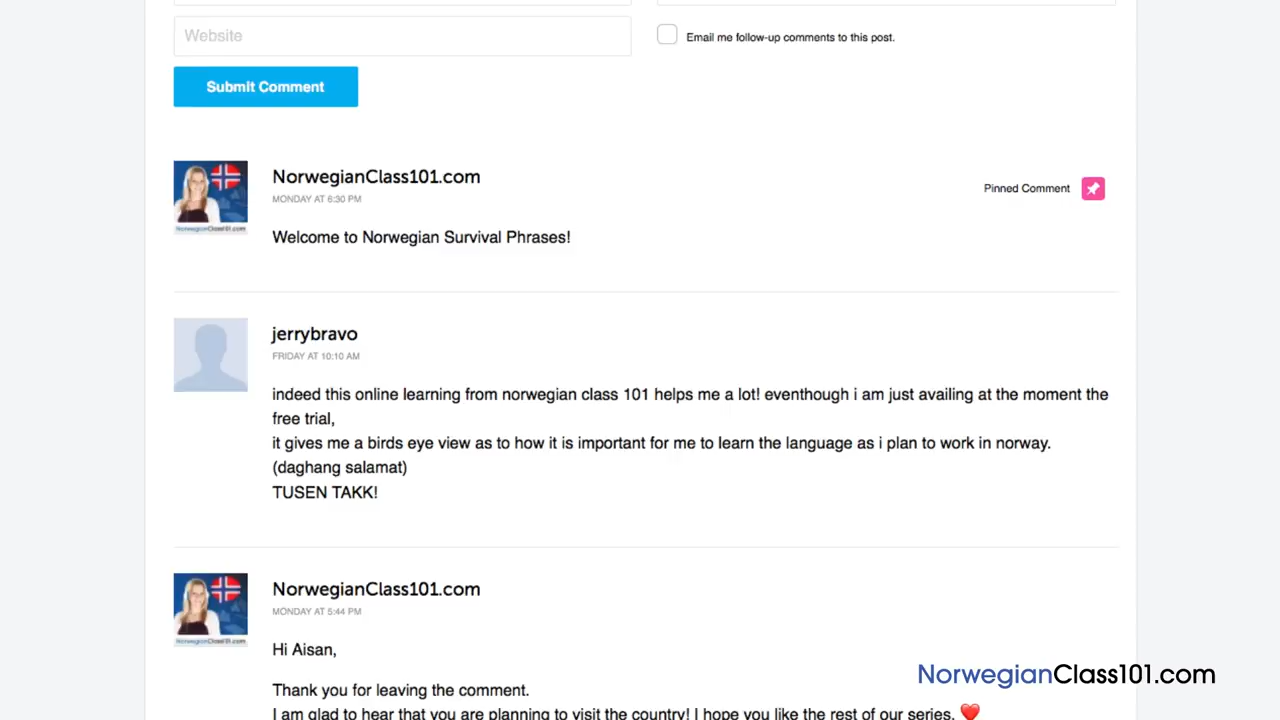 Website
Email me follow-up comments to this post.
Submit Comment
NorwegianClass101.com
MONDAY AT 6:30 PM
Pinned Comment
Welcome to Norwegian Survival Phrases!
NorwegianClass101.com
jerrybravo
FRIDAY AT 10:10 AM
indeed this online learning from norwegian class 101 helps me a lot! eventhough i am just availing at the moment the
free trial,
it gives me a birds eye view as to how it is important for me to learn the language as i plan to work in norway.
(daghang salamat)
TUSEN TAKK!
NorwegianClass101.com
MONDAY AT 5:44 PM
NorwegianClass101.com
Hi Aisan,
Thank you for leaving the comment.
I am glad to hear that you are planning to visit the country! I hope you like the rest of our series. ❤️
NorwegianClass101.com